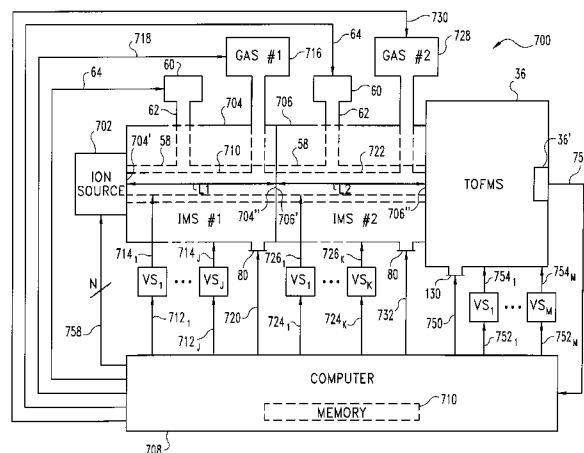 730
718
64
60
GAS #1
716
64
60
GAS #2
728
700
62
704
706
62
36
702
704'
58
710
58
722
36'
75
ION SOURCE
L1
L2
TOFMS
704"
706'
706"
IMS #1
IMS #2
714₁
714J
80
726₁
726K
80
130
754₁
754M
N
VS₁ ••• VSJ
VS₁ ••• VSK
VS₁ ••• VSM
758
712₁
712J
720
724₁
724K
732
750
752₁
752M
COMPUTER
MEMORY
710
708